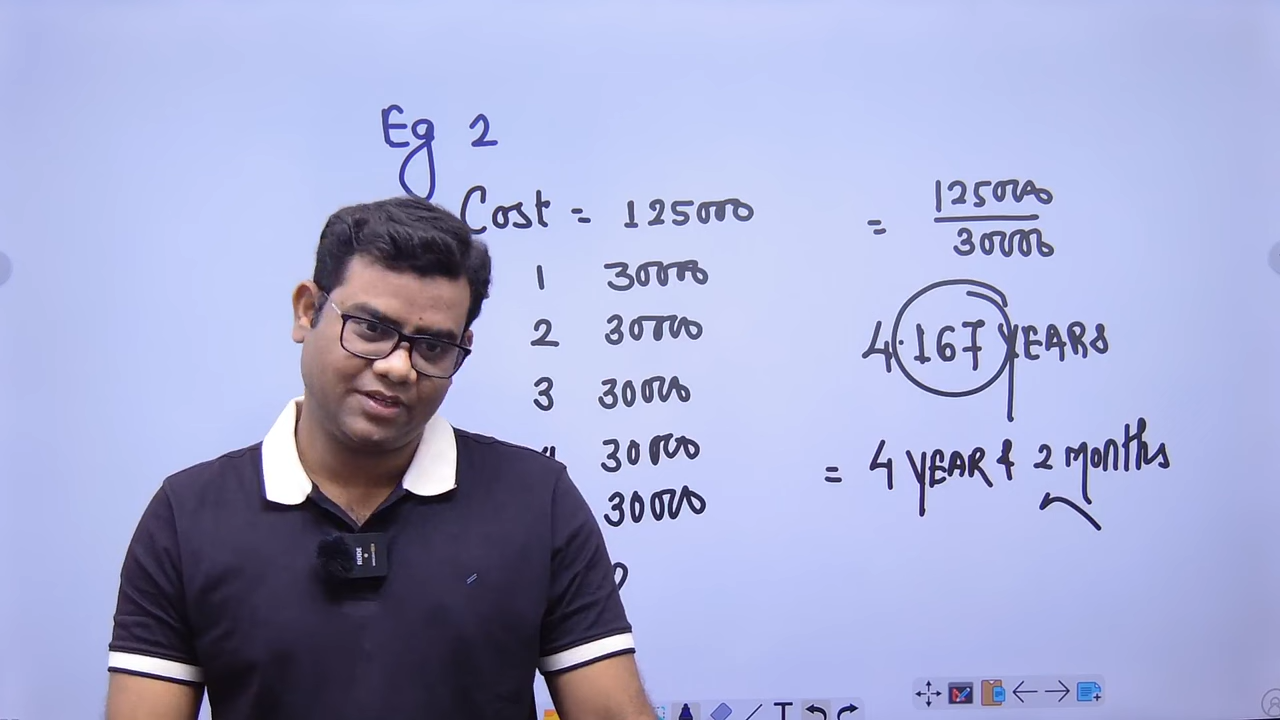 Eg 2
Cost = 125000
1 30000
2 30000
3 30000
30000
30000
= 125000
30000
4.167 YEARS
= 4 YEAR & 2 months
RODE
T